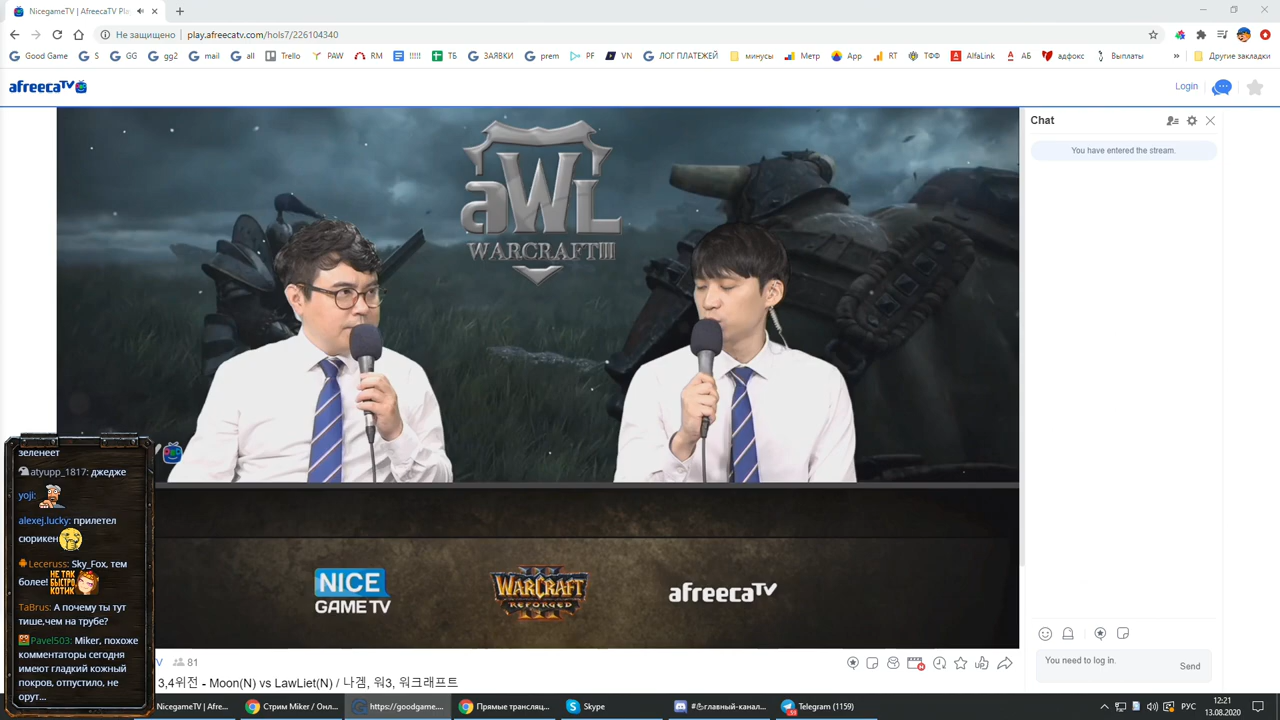 NicegameTV | AfreecaTV Pl
Не защищено
play.afreecatv.com/hols7/226104340
Good Game
S
GG
gg2
mail
all
Trello
PAW
RM
!!!!!
ТБ
ЗАЯВКИ
prem
PF
VN
ЛОГ ПЛАТЕЖЕЙ
минусы
Метр
App
RT
ТФФ
AlfaLink
АБ
адфокс
Выплаты
»
Другие закладки
afreecaTV
Login
aWL
WARCRAFT III
Chat
You have entered the stream.
зеленеет
atyupp_1817: джедже
yoji:
alexej.lucky: прилетел
сюрикен
Leceruss: Sky_Fox, тем
более! НЕ ТАК БЫСТРО, КОТИК
TaBrus: А почему ты тут
тише,чем на трубе?
Pavel503: Miker, похоже
комментаторы сегодня
имеют гладкий кожный
покров, отпустило, не
орут...
NICE
GAME TV
WARCRAFT
III
REFORGED
afreecaTV
V 81
3,4위전 - Moon(N) vs LawLiet(N) / 나겜, 워3, 워크래프트
You need to log in.
Send
NicegameTV | Afre...
Стрим Miker / Онл...
https://goodgame....
Прямые трансляц...
Skype
#главный-канал...
Telegram (1159)
РУС
12:21
13.08.2020